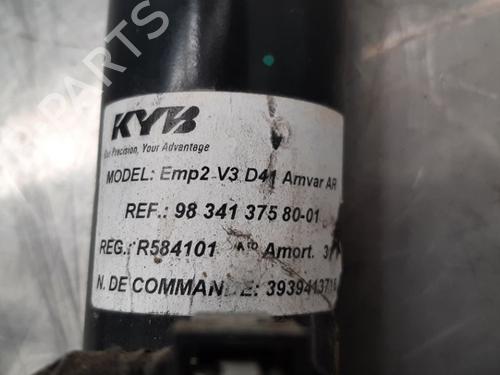 KYB
Our Precision, Your Advantage
MODEL: Emp2 V3 D41 Amvar AR
REF.: 98 341 375 80-01
REG.: R584101 Amort.
N. DE COMMANDE:
PARTS